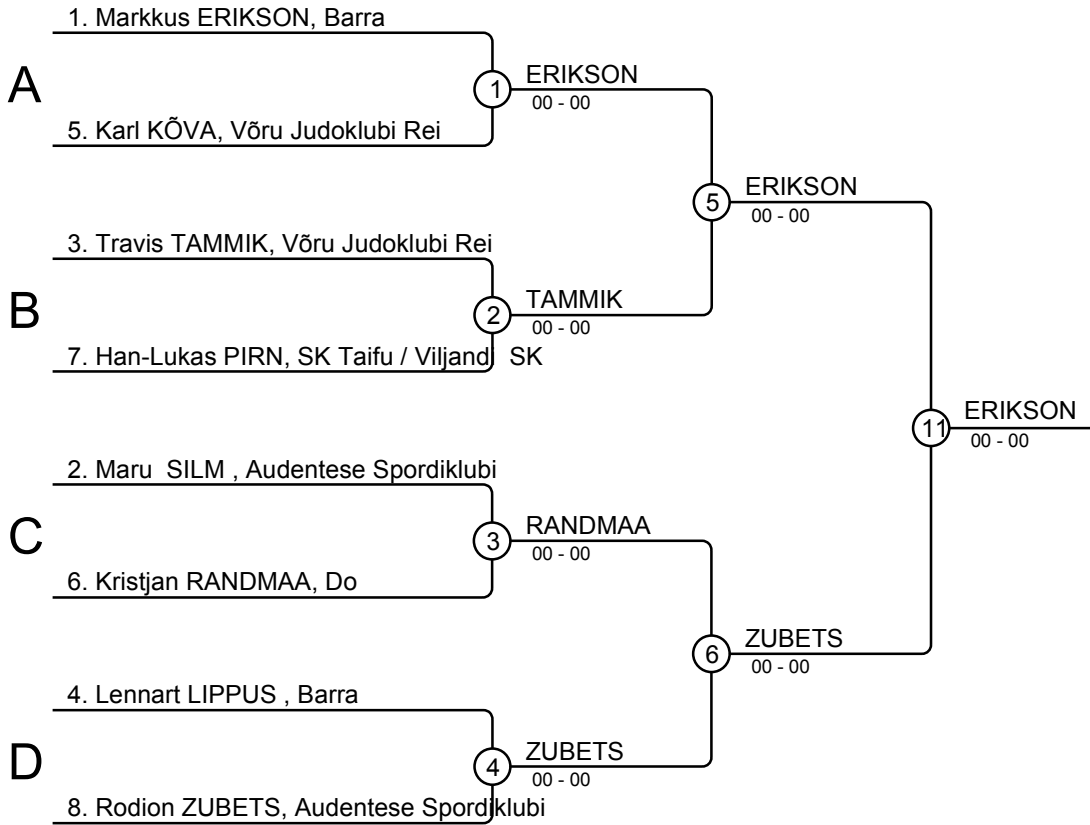 1. Markkus ERIKSON, Barra
A
1
ERIKSON
00 - 00
5. Karl KÕVA, Võru Judoklubi Rei
5
ERIKSON
00 - 00
3. Travis TAMMIK, Võru Judoklubi Rei
B
2
TAMMIK
00 - 00
7. Han-Lukas PIRN, SK Taifu / Viljandi  SK
11
ERIKSON
00 - 00
2. Maru  SILM , Audentese Spordiklubi
C
3
RANDMAA
00 - 00
6. Kristjan RANDMAA, Do
6
ZUBETS
00 - 00
4. Lennart LIPPUS , Barra
D
4
ZUBETS
00 - 00
8. Rodion ZUBETS, Audentese Spordiklubi